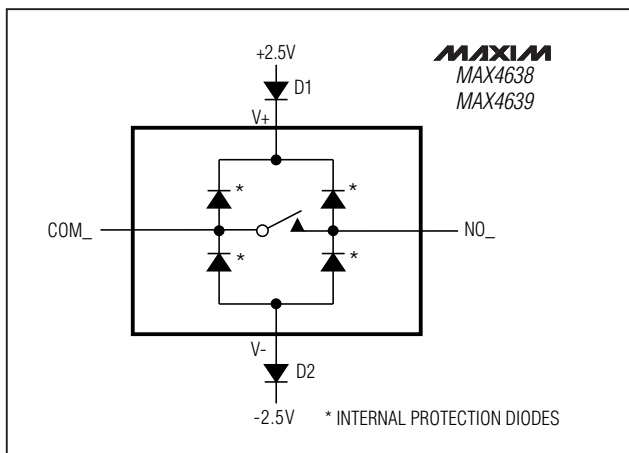 +2.5V
MAXIM
MAX4638
MAX4639
D1
V+
*
*
COM_
NO_
*
*
V-
D2
-2.5V
* INTERNAL PROTECTION DIODES